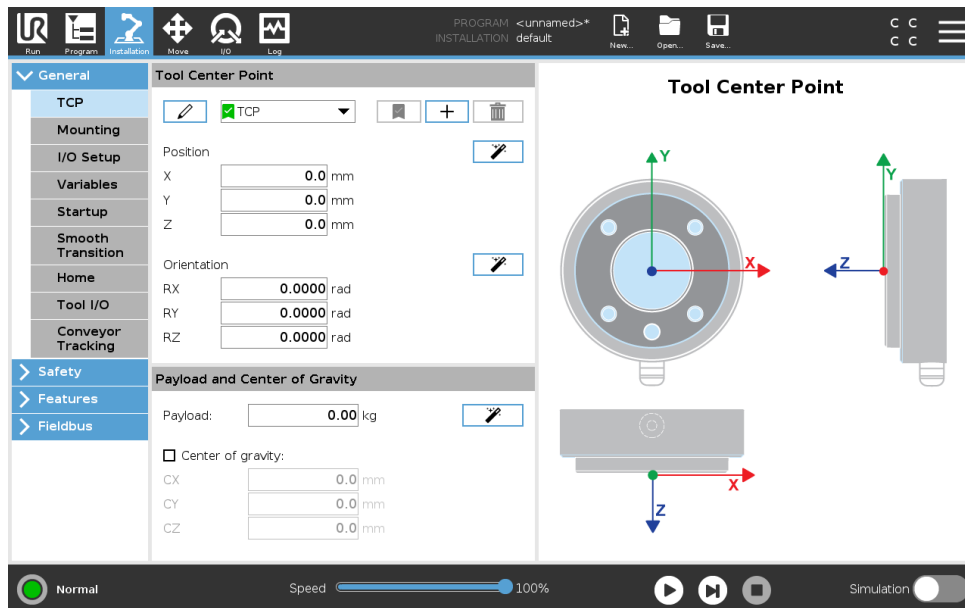 UR
Run
Program
Installation
Move
I/O
Log
PROGRAM <unnamed>*
INSTALLATION default
New...
Open...
Save...
C C
C C
General
TCP
Mounting
I/O Setup
Variables
Startup
Smooth
Transition
Home
Tool I/O
Conveyor
Tracking
Safety
Features
Fieldbus
Tool Center Point
TCP
Position
X 0.0 mm
Y 0.0 mm
Z 0.0 mm
Orientation
RX 0.0000 rad
RY 0.0000 rad
RZ 0.0000 rad
Payload and Center of Gravity
Payload: 0.00 kg
Center of gravity:
CX 0.0 mm
CY 0.0 mm
CZ 0.0 mm
Tool Center Point
Y
X
Y
Z
X
Z
Normal
Speed 100%
Simulation